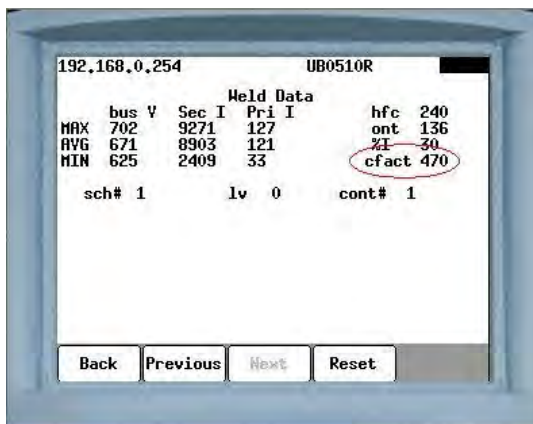 192.168.0.254 UB0510R
Weld Data
bus V Sec I Pri I hfc 240
MAX 702 9271 127 ont 136
AVG 671 8903 121 %I 30
MIN 625 2409 33 cfact 470
sch# 1 lv 0 cont# 1
Back Previous Next Reset